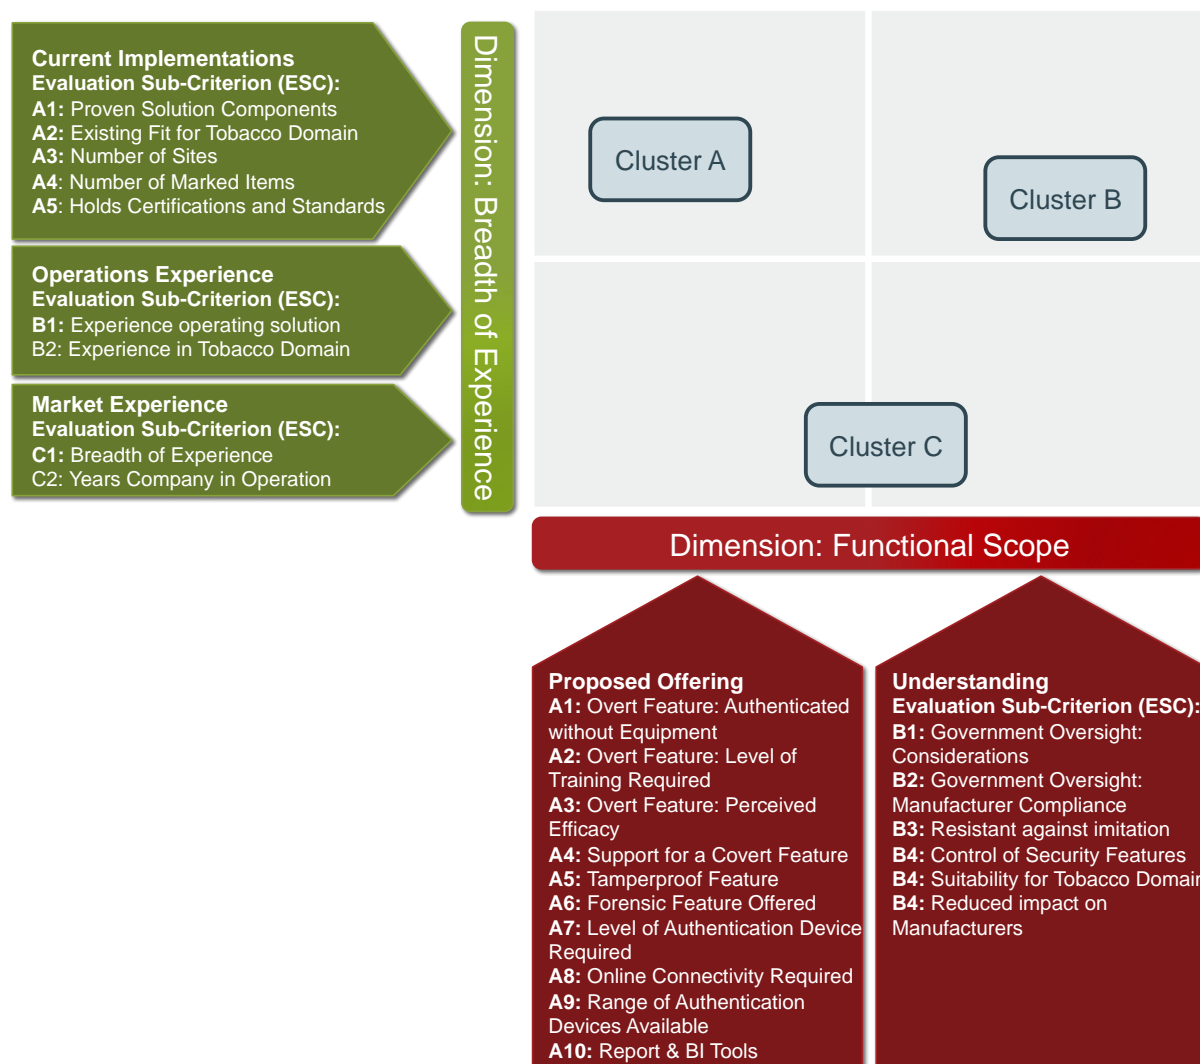 Current Implementations
Evaluation Sub-Criterion (ESC):
A1: Proven Solution Components
A2: Existing Fit for Tobacco Domain
A3: Number of Sites
A4: Number of Marked Items
A5: Holds Certifications and Standards
Operations Experience
Evaluation Sub-Criterion (ESC):
B1: Experience operating solution
B2: Experience in Tobacco Domain
Market Experience
Evaluation Sub-Criterion (ESC):
C1: Breadth of Experience
C2: Years Company in Operation
Dimension: Breadth of Experience
Cluster A
Cluster B
Cluster C
Dimension: Functional Scope
Proposed Offering
A1: Overt Feature: Authenticated
without Equipment
A2: Overt Feature: Level of
Training Required
A3: Overt Feature: Perceived
Efficacy
A4: Support for a Covert Feature
A5: Tamperproof Feature
A6: Forensic Feature Offered
A7: Level of Authentication Device
Required
A8: Online Connectivity Required
A9: Range of Authentication
Devices Available
A10: Report & BI Tools
Understanding
Evaluation Sub-Criterion (ESC):
B1: Government Oversight:
Considerations
B2: Government Oversight:
Manufacturer Compliance
B3: Resistant against imitation
B4: Control of Security Features
B4: Suitability for Tobacco Domain
B4: Reduced impact on
Manufacturers